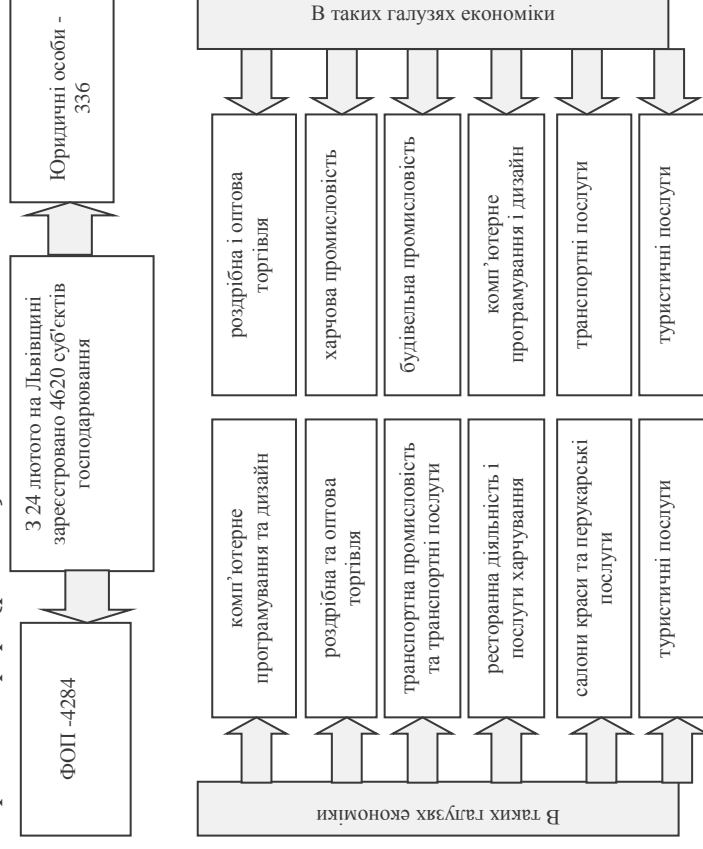 З 24 лютого на Львівщині
зареєстровано 4620 суб'єктів
господарювання
ФОП -4284
Юридичні особи -
336
В таких галузях економіки
комп’ютерне
програмування та дизайн
роздрібна та оптова
торгівля
транспортна промисловість
та транспортні послуги
ресторанна діяльність і
послуги харчування
салони краси та перукарські
послуги
туристичні послуги
В таких галузях економіки
роздрібна і оптова
торгівля
харчова промисловість
будівельна промисловість
комп’ютерне
програмування і дизайн
транспортні послуги
туристичні послуги